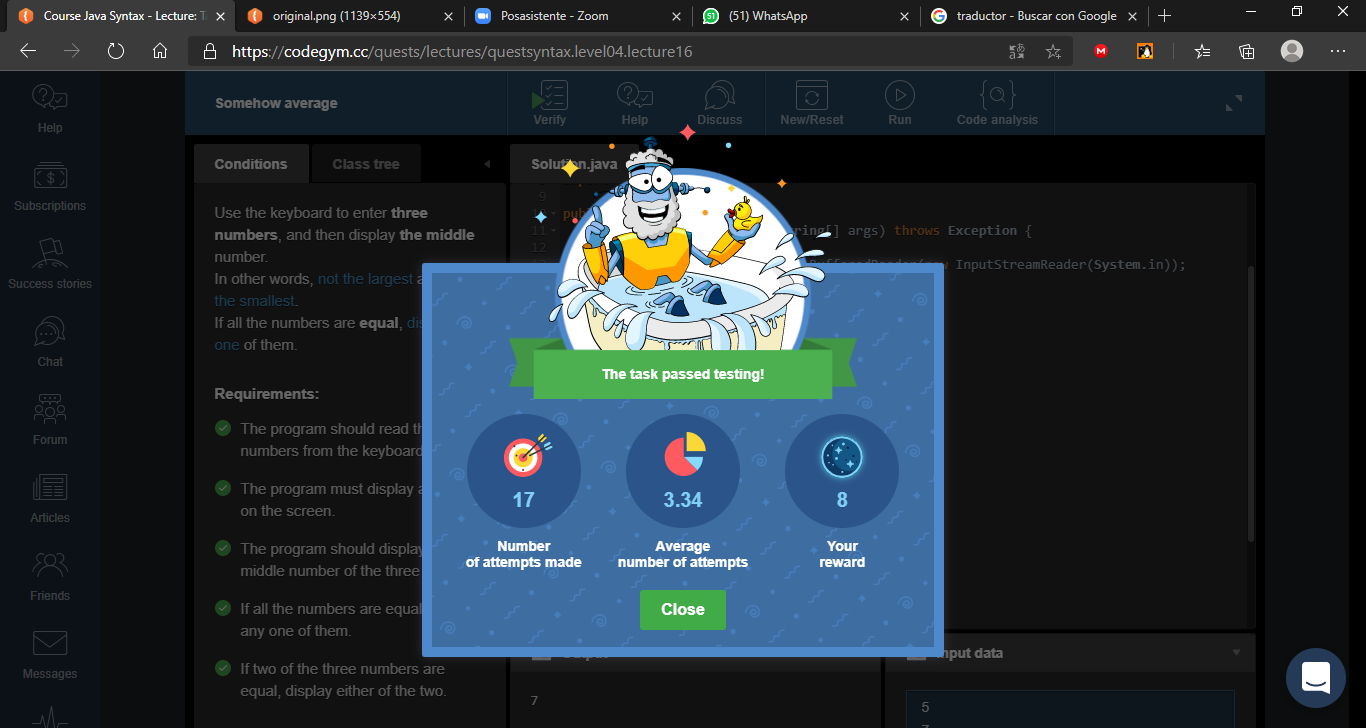 Course Java Syntax - Lecture: T
original.png (1139×554)
Posasistente - Zoom
(51) WhatsApp
traductor - Buscar con Google
https://codegym.cc/quests/lectures/questsyntax.level04.lecture16
Help
Subscriptions
Success stories
Chat
Forum
Articles
Friends
Messages
Somehow average
Verify
Help
Discuss
New/Reset
Run
Code analysis
Conditions
Class tree
Use the keyboard to enter three
numbers, and then display the middle
number.
In other words, not the largest a
the smallest.
If all the numbers are equal, dis
one of them.
Requirements:
The program should read th
numbers from the keyboard
The program must display a
on the screen.
The program should display
middle number of the three
If all the numbers are equal
any one of them.
If two of the three numbers are
equal, display either of the two.
Solution.java
9
pub
11
ring[] args) throws Exception {
12
BufferedReader(new InputStreamReader(System.in));
The task passed testing!
17
Number
of attempts made
3.34
Average
number of attempts
8
Your
reward
Close
Output
7
Input data
5
7